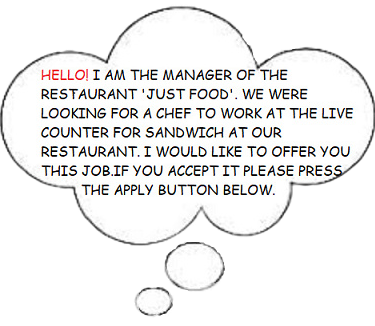 HELLO! I AM THE MANAGER OF THE
RESTAURANT 'JUST FOOD'. WE WERE
LOOKING FOR A CHEF TO WORK AT THE LIVE
COUNTER FOR SANDWICH AT OUR
RESTAURANT. I WOULD LIKE TO OFFER YOU
THIS JOB.IF YOU ACCEPT IT PLEASE PRESS
THE APPLY BUTTON BELOW.